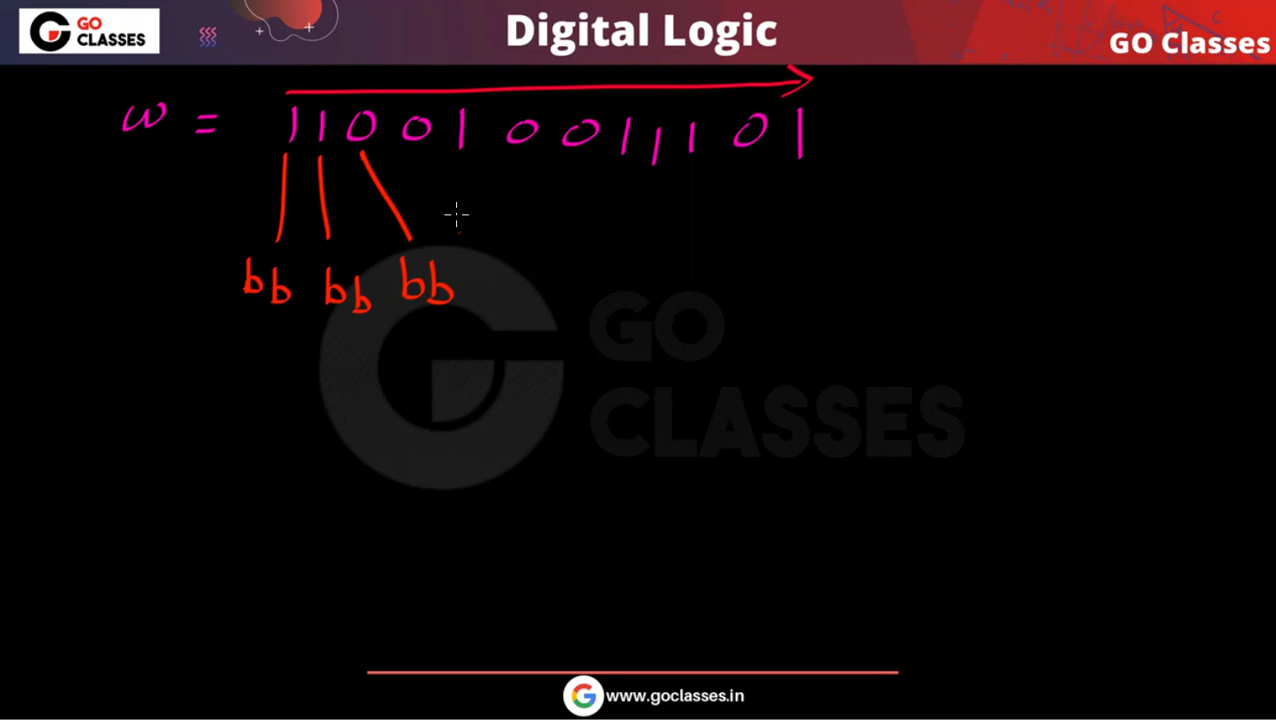 GO CLASSES
Digital Logic
GO Classes
w = 1 1 0 0 1 0 0 1 1 1 0 1
bb bb bb
GO
CLASSES
www.goclasses.in